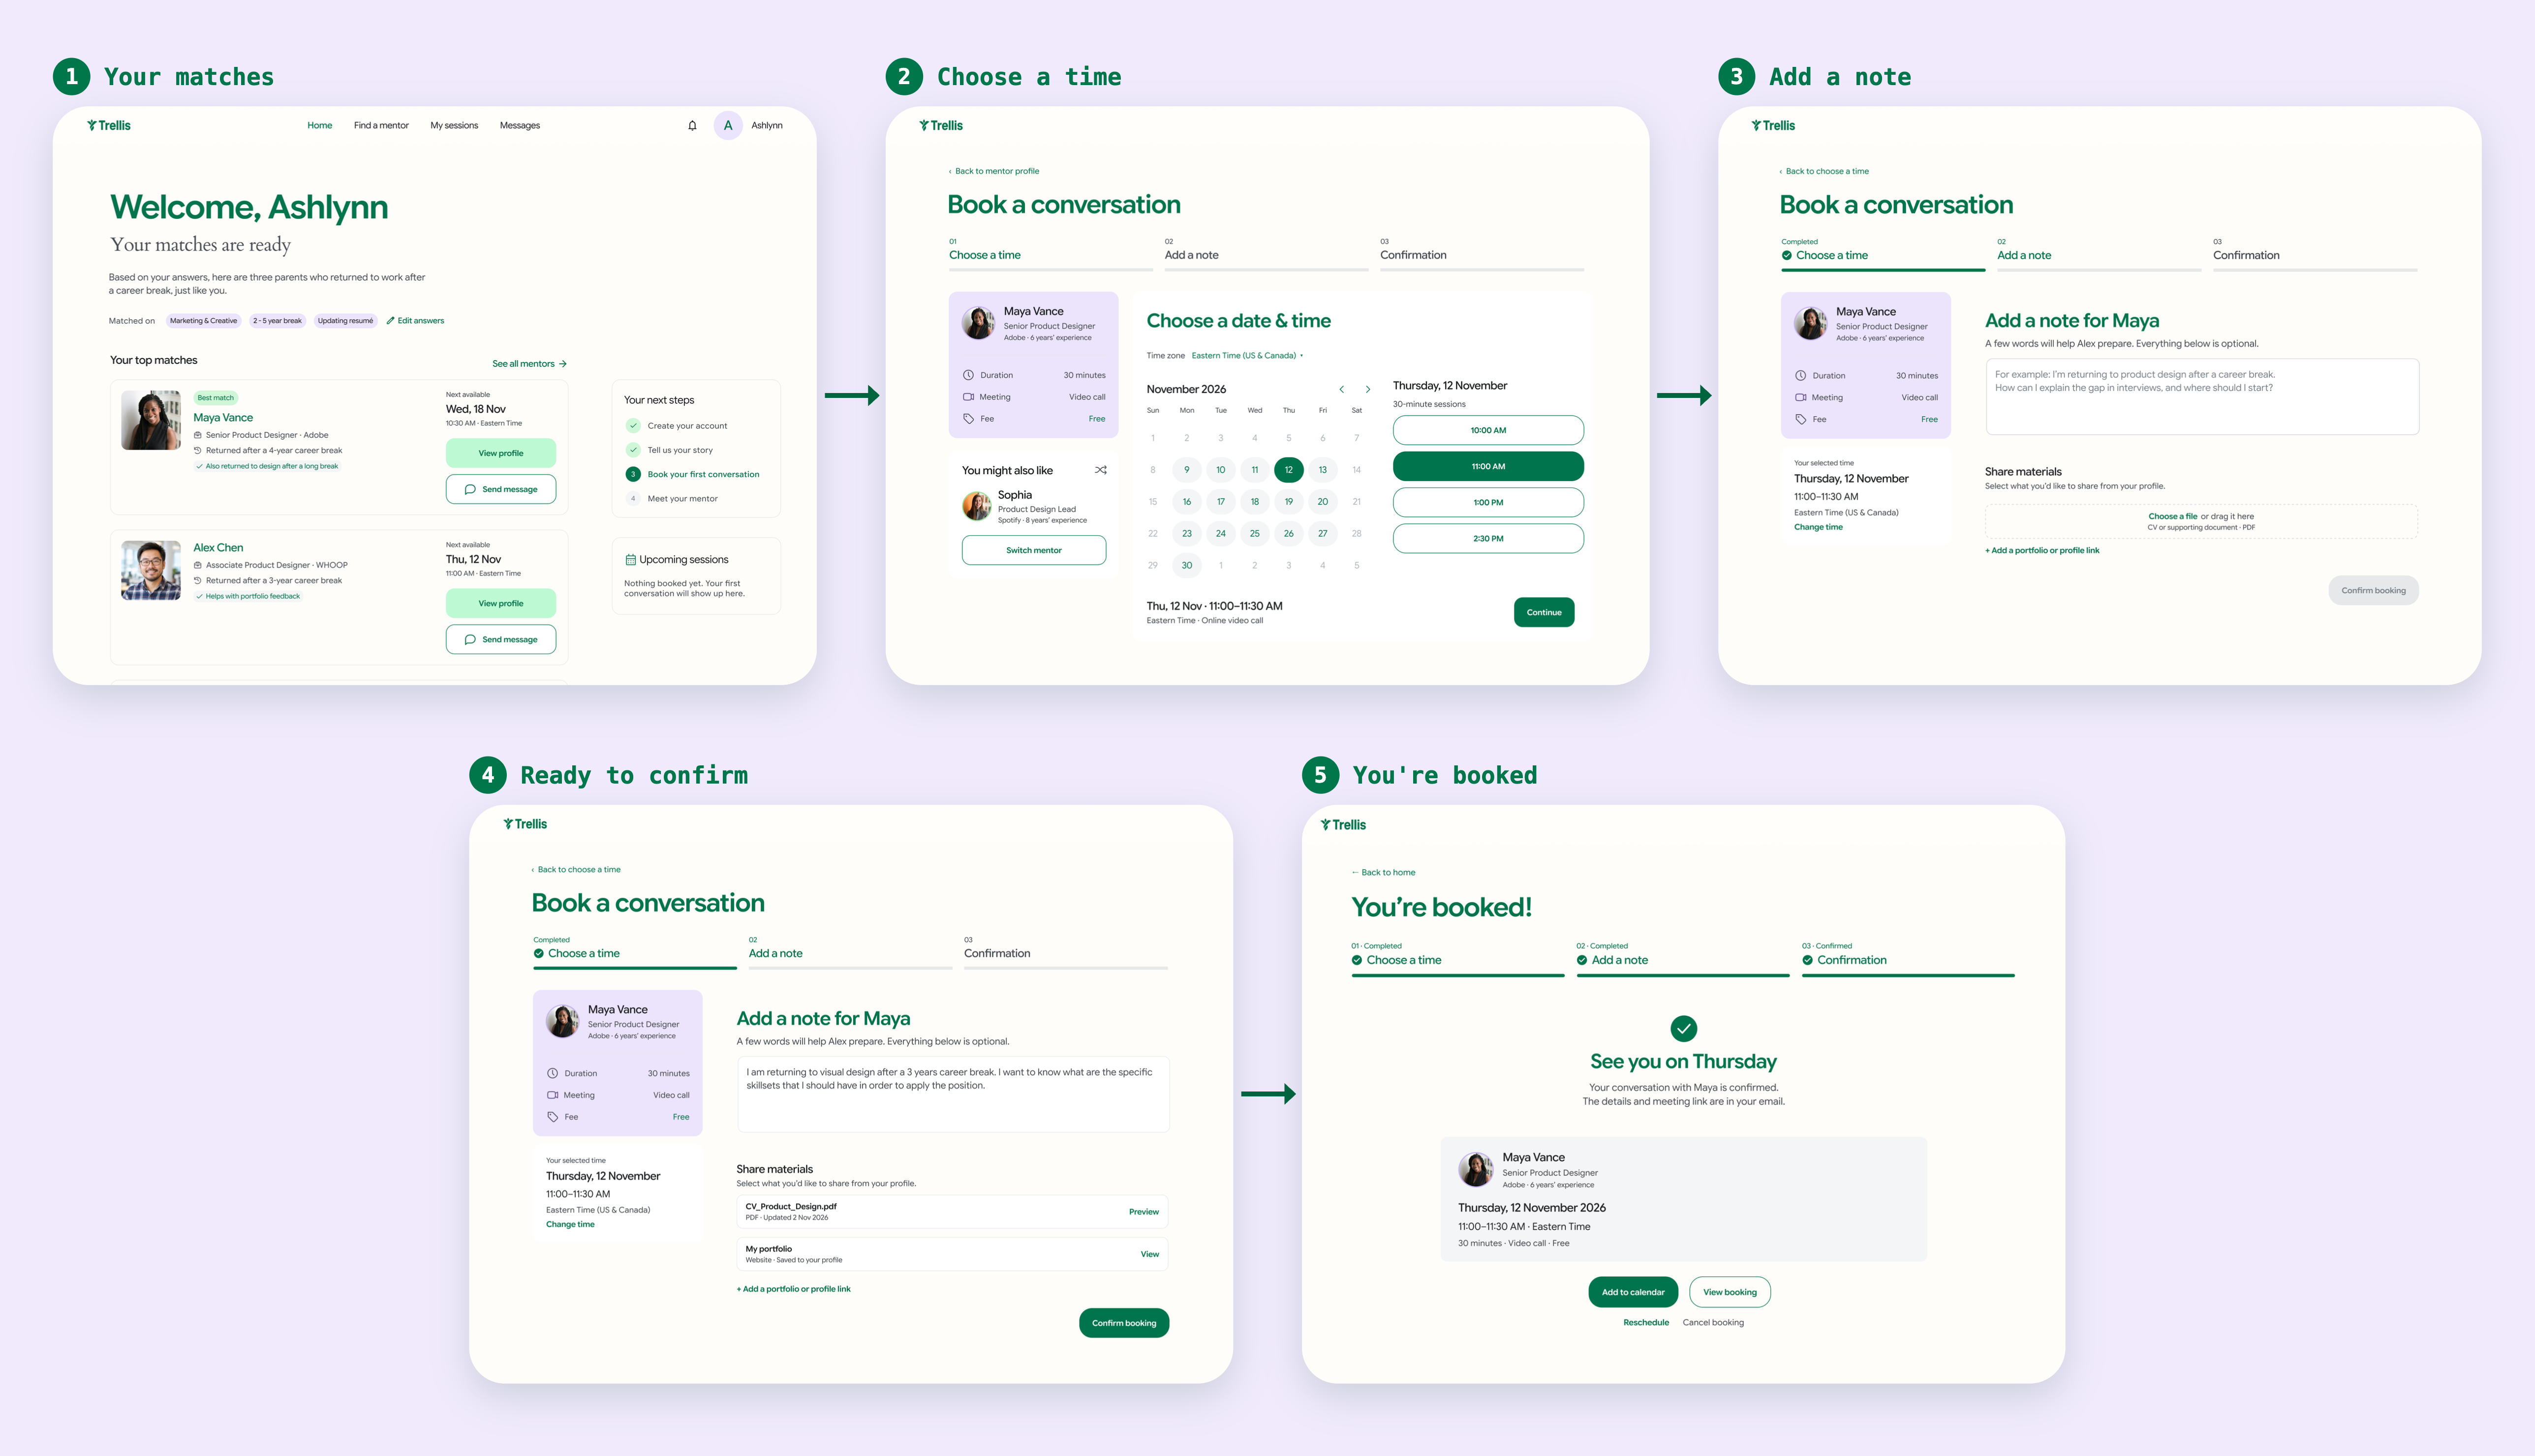 1 Your matches
Trellis
Home Find a mentor My sessions Messages
A Ashlynn
Welcome, Ashlynn
Your matches are ready
Based on your answers, here are three parents who returned to work after
a career break, just like you.
Matched on Marketing & Creative 2 - 5 year break Updating resumé Edit answers
Your top matches
See all mentors →
Best match
Maya Vance
Senior Product Designer · Adobe
Returned after a 4-year career break
Also returned to design after a long break
Next available
Wed, 18 Nov
10:30 AM · Eastern Time
View profile
Send message
Alex Chen
Associate Product Designer · WHOOP
Returned after a 3-year career break
Helps with portfolio feedback
Next available
Thu, 12 Nov
11:00 AM · Eastern Time
View profile
Send message
Your next steps
Create your account
Tell us your story
3 Book your first conversation
4 Meet your mentor
Upcoming sessions
Nothing booked yet. Your first
conversation will show up here.
2 Choose a time
Trellis
‹ Back to mentor profile
Book a conversation
01
Choose a time
02
Add a note
03
Confirmation
Maya Vance
Senior Product Designer
Adobe · 6 years' experience
Duration 30 minutes
Meeting Video call
Fee Free
You might also like
Sophia
Product Design Lead
Spotify · 8 years' experience
Switch mentor
Choose a date & time
Time zone Eastern Time (US & Canada)
November 2026 ‹ ›
Sun Mon Tue Wed Thu Fri Sat
1 2 3 4 5 6 7
8 9 10 11 12 13 14
15 16 17 18 19 20 21
22 23 24 25 26 27 28
29 30 1 2 3 4 5
Thursday, 12 November
30-minute sessions
10:00 AM
11:00 AM
1:00 PM
2:30 PM
Thu, 12 Nov · 11:00–11:30 AM
Eastern Time · Online video call
Continue
3 Add a note
Trellis
‹ Back to choose a time
Book a conversation
Completed
Choose a time
02
Add a note
03
Confirmation
Maya Vance
Senior Product Designer
Adobe · 6 years' experience
Duration 30 minutes
Meeting Video call
Fee Free
Your selected time
Thursday, 12 November
11:00–11:30 AM
Eastern Time (US & Canada)
Change time
Add a note for Maya
A few words will help Alex prepare. Everything below is optional.
For example: I'm returning to product design after a career break.
How can I explain the gap in interviews, and where should I start?
Share materials
Select what you'd like to share from your profile.
Choose a file or drag it here
CV or supporting document · PDF
+ Add a portfolio or profile link
Confirm booking
4 Ready to confirm
Trellis
‹ Back to choose a time
Book a conversation
Completed
Choose a time
02
Add a note
03
Confirmation
Maya Vance
Senior Product Designer
Adobe · 6 years' experience
Duration 30 minutes
Meeting Video call
Fee Free
Your selected time
Thursday, 12 November
11:00–11:30 AM
Eastern Time (US & Canada)
Change time
Add a note for Maya
A few words will help Alex prepare. Everything below is optional.
I am returning to visual design after a 3 years career break. I want to know what are the specific
skillsets that I should have in order to apply the position.
Share materials
Select what you'd like to share from your profile.
CV_Product_Design.pdf
PDF · Updated 2 Nov 2026
Preview
My portfolio
Website · Saved to your profile
View
+ Add a portfolio or profile link
Confirm booking
5 You're booked
Trellis
← Back to home
You're booked!
01 · Completed
Choose a time
02 · Completed
Add a note
03 · Confirmed
Confirmation
See you on Thursday
Your conversation with Maya is confirmed.
The details and meeting link are in your email.
Maya Vance
Senior Product Designer
Adobe · 6 years' experience
Thursday, 12 November 2026
11:00–11:30 AM · Eastern Time
30 minutes · Video call · Free
Add to calendar
View booking
Reschedule Cancel booking